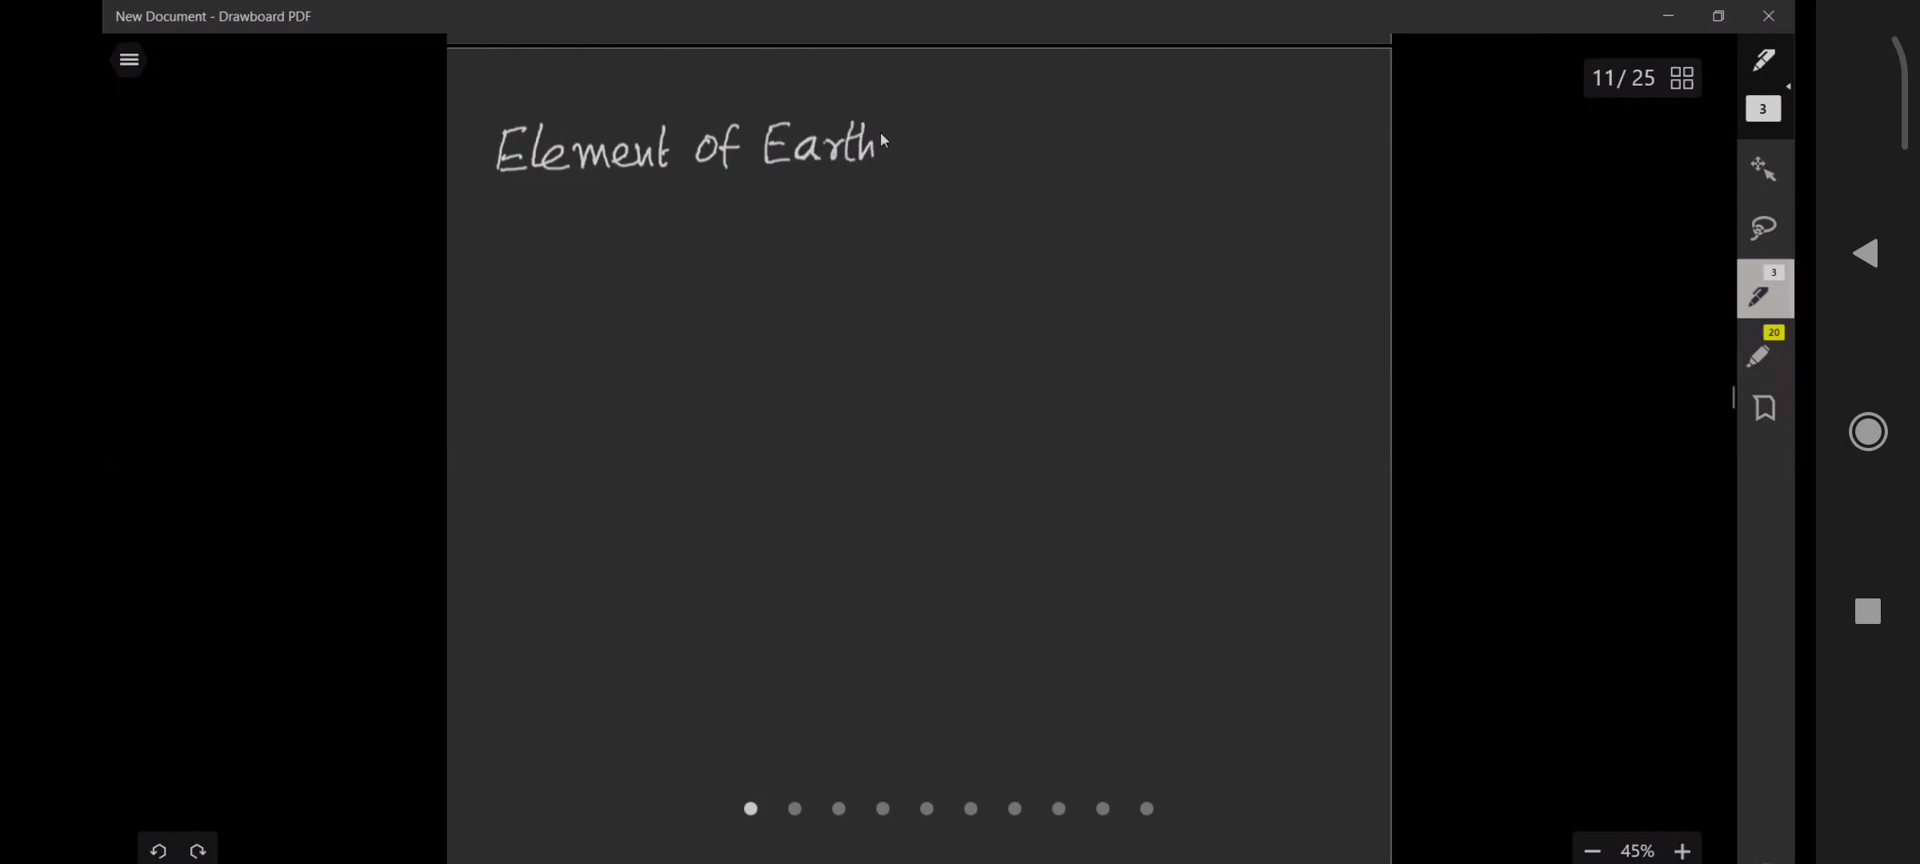 New Document - Drawboard PDF
11/ 25
3
Element of Earth
3
20
45%